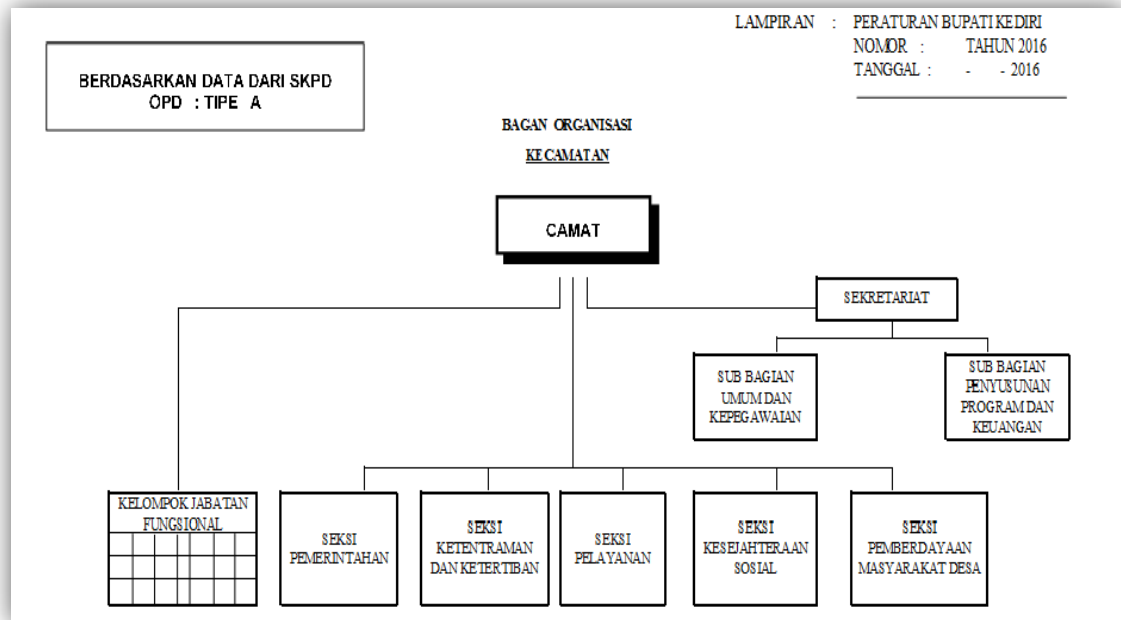 LAMPIRAN : PERATURAN BUPATI KEDIRI
NOMOR : TAHUN 2016
TANGGAL : - - 2016
BERDASARKAN DATA DARI SKPD
OPD : TIPE A
BAGAN ORGANISASI
KECAMATAN
CAMAT
SEKRETARIAT
SUB BAGIAN
UMUM DAN
KEPEGAWAIAN
SUB BAGIAN
PENYUSUNAN
PROGRAM DAN
KEUANGAN
KELOMPOK JABATAN
FUNGSIONAL
SEKSI
PEMERINTAHAN
SEKSI
KETENTRAMAN
DAN KETERTIBAN
SEKSI
PELAYANAN
SEKSI
KESEJAHTERAAN
SOSIAL
SEKSI
PEMBERDAYAAN
MASYARAKAT DESA